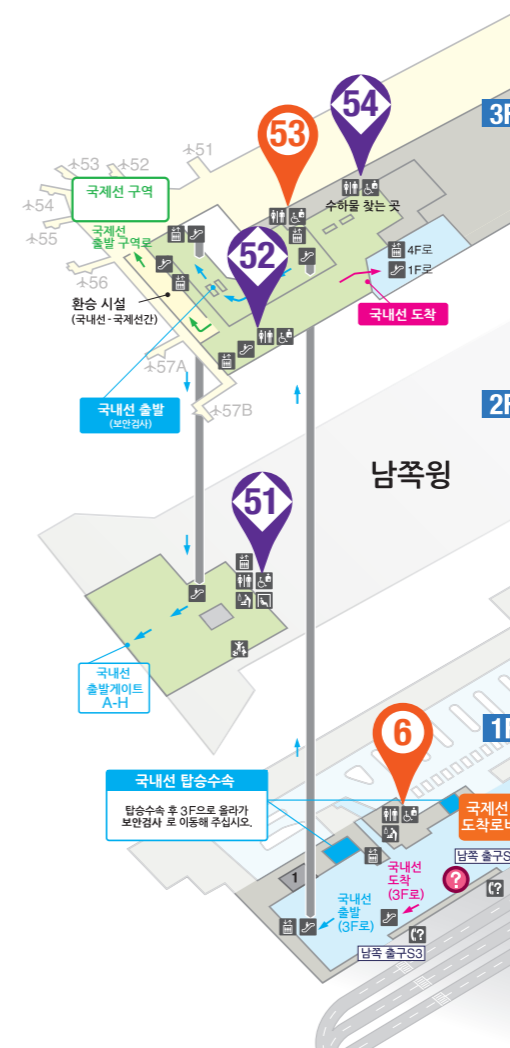 54
53
3F
51
53
52
국제선 구역
수하물 찾는 곳
54
국제선
출발 구역로
55
52
4F로
1F로
56
환승 시설
(국내선-국제선간)
국내선 도착
57A
국내선 출발
(보안검사)
57B
2F
남쪽윙
51
국내선
출발게이트
A-H
1F
6
국내선 탑승수속
탑승수속 후 3F으로 올라가
보안검사 로 이동해 주십시오.
국제선
도착로비
남쪽 출구S
1
국내선
도착
(3F로)
?
국내선
출발
(3F로)
?
?
남쪽 출구S3